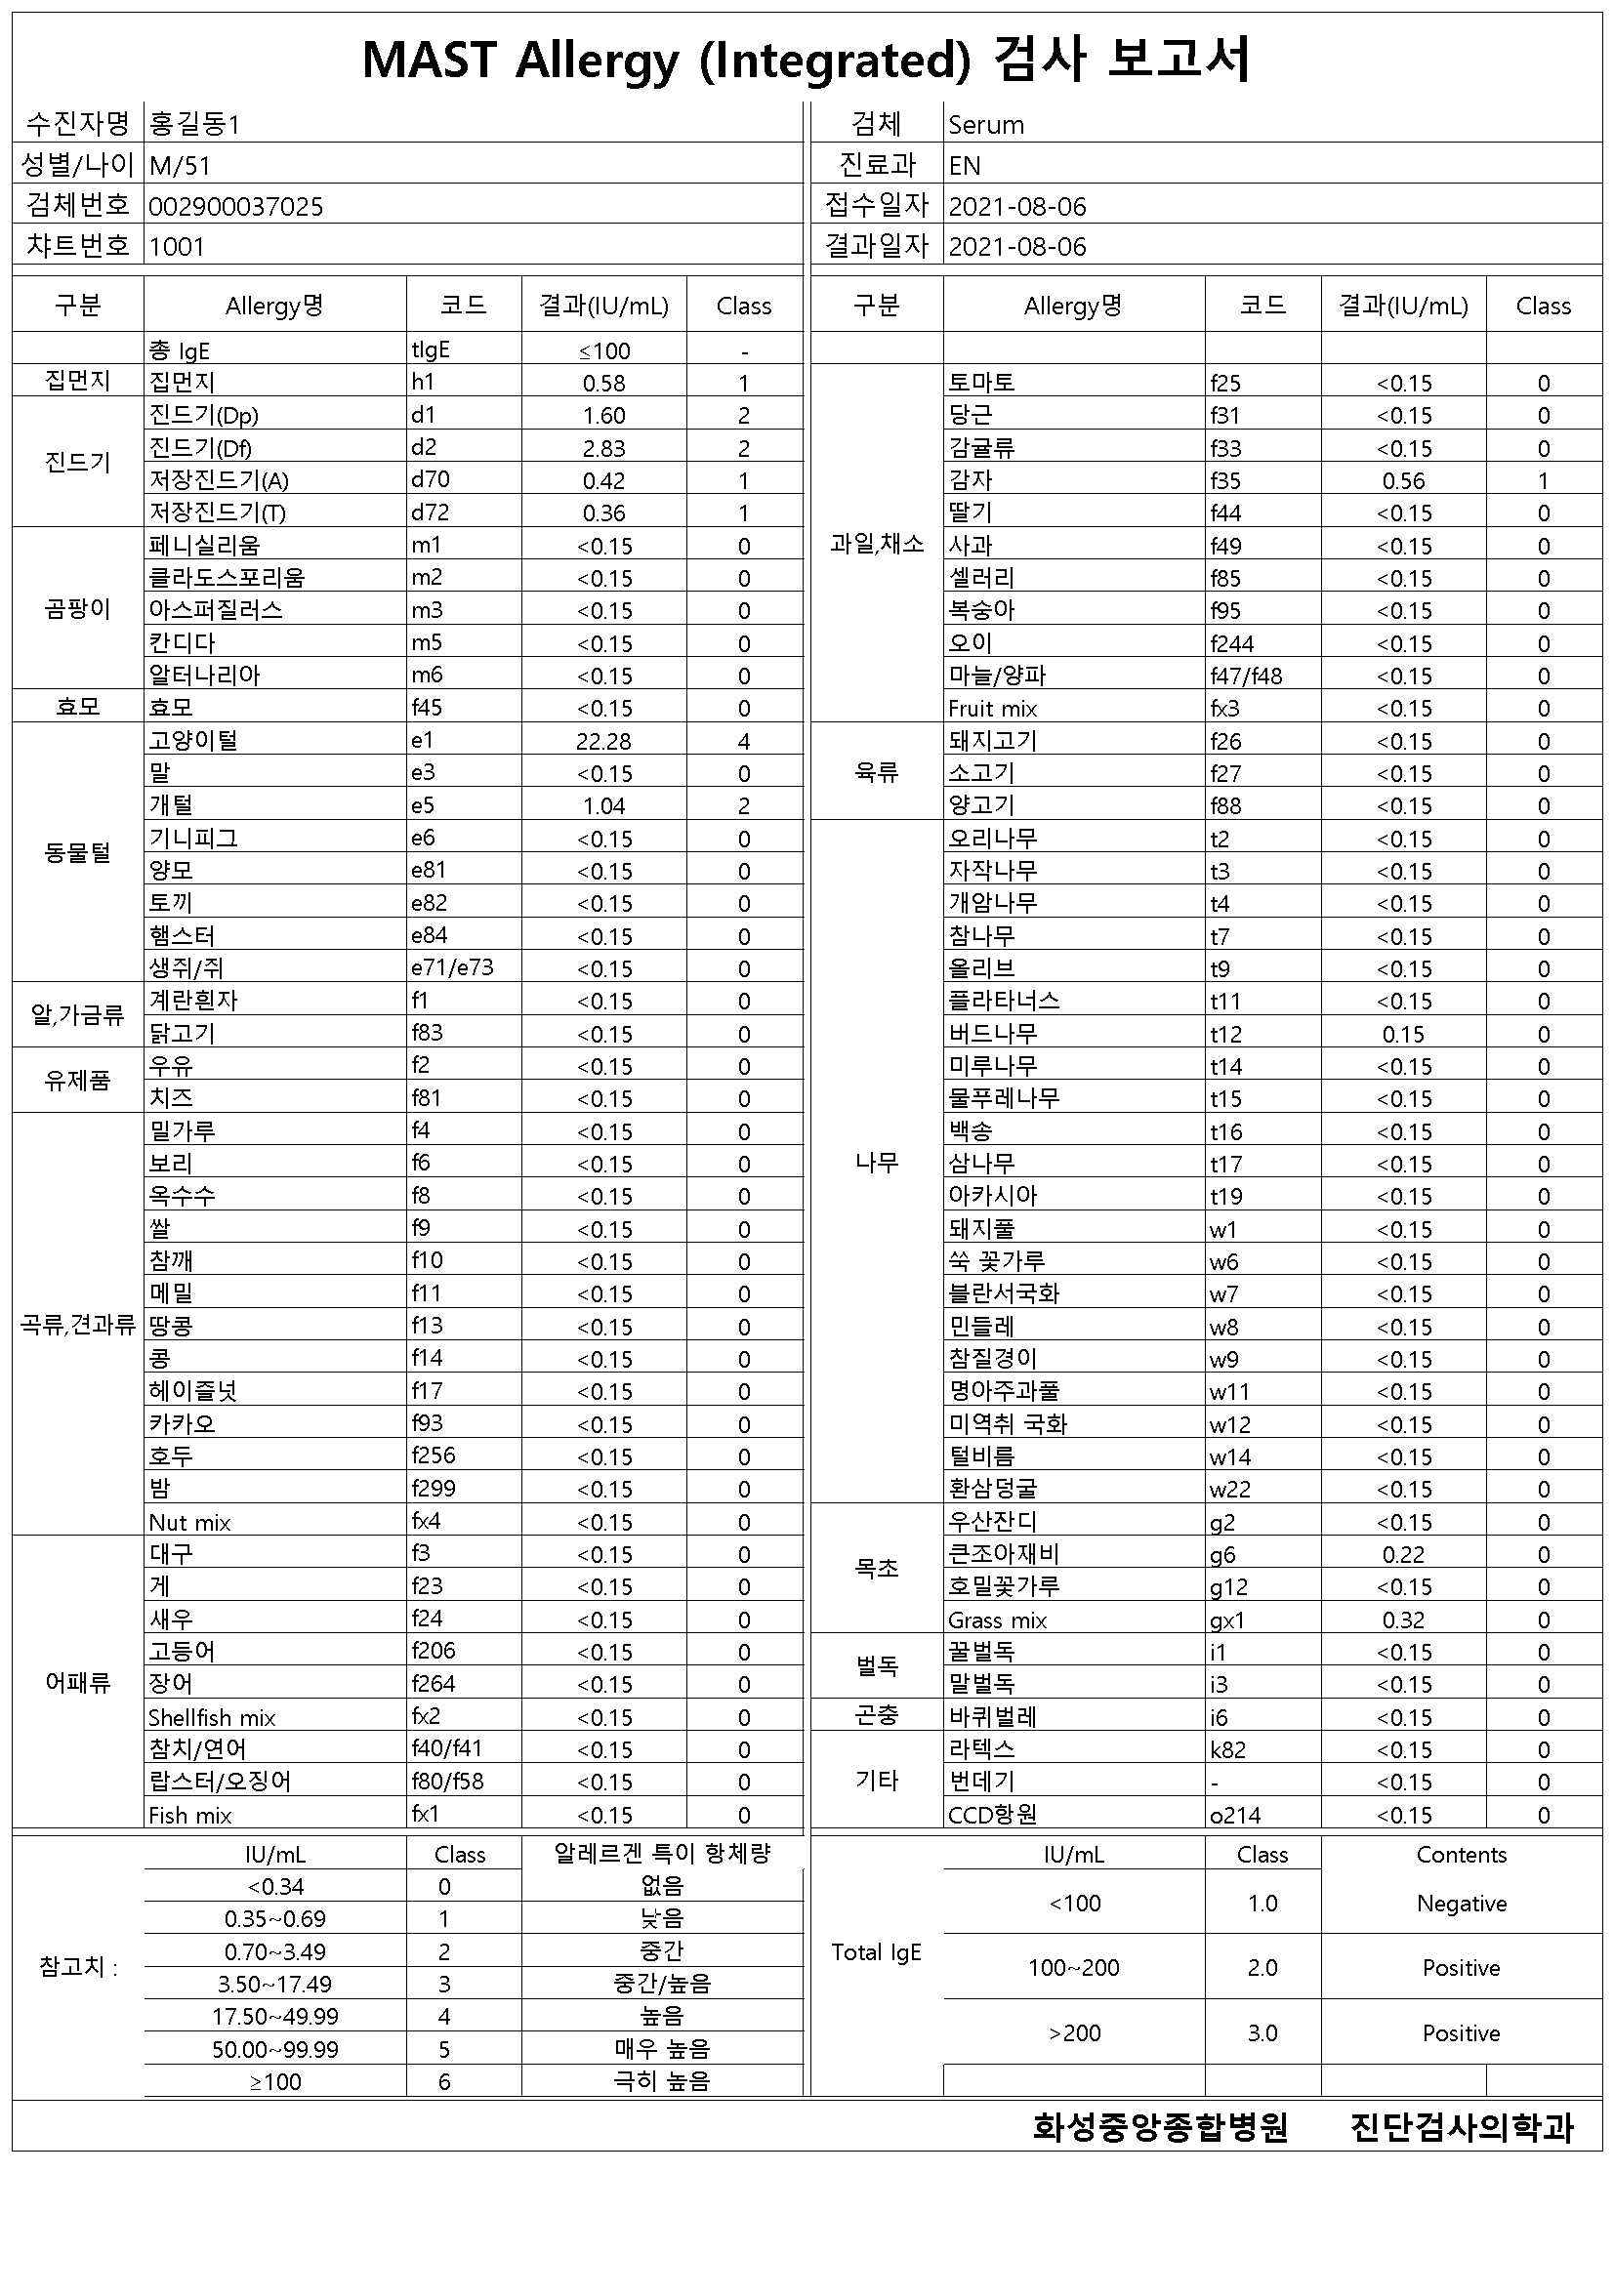 MAST Allergy (Integrated) 검사 보고서
수진자명 홍길동1 검체 Serum
성별/나이 M/51 진료과 EN
검체번호 002900037025 접수일자 2021-08-06
챠트번호 1001 결과일자 2021-08-06
구분 Allergy명 코드 결과(IU/mL) Class
총 IgE tIgE ≤100 -
집먼지 집먼지 h1 0.58 1
진드기
진드기(Dp) d1 1.60 2
진드기(Df) d2 2.83 2
저장진드기(A) d70 0.42 1
저장진드기(T) d72 0.36 1
곰팡이
페니실리움 m1 <0.15 0
클라도스포리움 m2 <0.15 0
아스퍼질러스 m3 <0.15 0
칸디다 m5 <0.15 0
알터나리아 m6 <0.15 0
효모 효모 f45 <0.15 0
동물털
고양이털 e1 22.28 4
말 e3 <0.15 0
개털 e5 1.04 2
기니피그 e6 <0.15 0
양모 e81 <0.15 0
토끼 e82 <0.15 0
햄스터 e84 <0.15 0
생쥐/쥐 e71/e73 <0.15 0
알,가금류
계란흰자 f1 <0.15 0
닭고기 f83 <0.15 0
유제품
우유 f2 <0.15 0
치즈 f81 <0.15 0
곡류,견과류
밀가루 f4 <0.15 0
보리 f6 <0.15 0
옥수수 f8 <0.15 0
쌀 f9 <0.15 0
참깨 f10 <0.15 0
메밀 f11 <0.15 0
땅콩 f13 <0.15 0
콩 f14 <0.15 0
헤이즐넛 f17 <0.15 0
카카오 f93 <0.15 0
호두 f256 <0.15 0
밤 f299 <0.15 0
Nut mix fx4 <0.15 0
어패류
대구 f3 <0.15 0
게 f23 <0.15 0
새우 f24 <0.15 0
고등어 f206 <0.15 0
장어 f264 <0.15 0
Shellfish mix fx2 <0.15 0
참치/연어 f40/f41 <0.15 0
랍스터/오징어 f80/f58 <0.15 0
Fish mix fx1 <0.15 0
구분 Allergy명 코드 결과(IU/mL) Class
과일,채소
토마토 f25 <0.15 0
당근 f31 <0.15 0
감귤류 f33 <0.15 0
감자 f35 0.56 1
딸기 f44 <0.15 0
사과 f49 <0.15 0
셀러리 f85 <0.15 0
복숭아 f95 <0.15 0
오이 f244 <0.15 0
마늘/양파 f47/f48 <0.15 0
Fruit mix fx3 <0.15 0
육류
돼지고기 f26 <0.15 0
소고기 f27 <0.15 0
양고기 f88 <0.15 0
나무
오리나무 t2 <0.15 0
자작나무 t3 <0.15 0
개암나무 t4 <0.15 0
참나무 t7 <0.15 0
올리브 t9 <0.15 0
플라타너스 t11 <0.15 0
버드나무 t12 0.15 0
미루나무 t14 <0.15 0
물푸레나무 t15 <0.15 0
백송 t16 <0.15 0
삼나무 t17 <0.15 0
아카시아 t19 <0.15 0
돼지풀 w1 <0.15 0
쑥 꽃가루 w6 <0.15 0
블란서국화 w7 <0.15 0
민들레 w8 <0.15 0
참질경이 w9 <0.15 0
명아주과풀 w11 <0.15 0
미역취 국화 w12 <0.15 0
털비름 w14 <0.15 0
환삼덩굴 w22 <0.15 0
목초
우산잔디 g2 <0.15 0
큰조아재비 g6 0.22 0
호밀꽃가루 g12 <0.15 0
Grass mix gx1 0.32 0
벌독
꿀벌독 i1 <0.15 0
말벌독 i3 <0.15 0
곤충 바퀴벌레 i6 <0.15 0
기타
라텍스 k82 <0.15 0
번데기 - <0.15 0
CCD항원 o214 <0.15 0
참고치 :
IU/mL Class 알레르겐 특이 항체량
<0.34 0 없음
0.35~0.69 1 낮음
0.70~3.49 2 중간
3.50~17.49 3 중간/높음
17.50~49.99 4 높음
50.00~99.99 5 매우 높음
≥100 6 극히 높음
Total IgE
IU/mL Class Contents
<100 1.0 Negative
100~200 2.0 Positive
>200 3.0 Positive
화성중앙종합병원 진단검사의학과